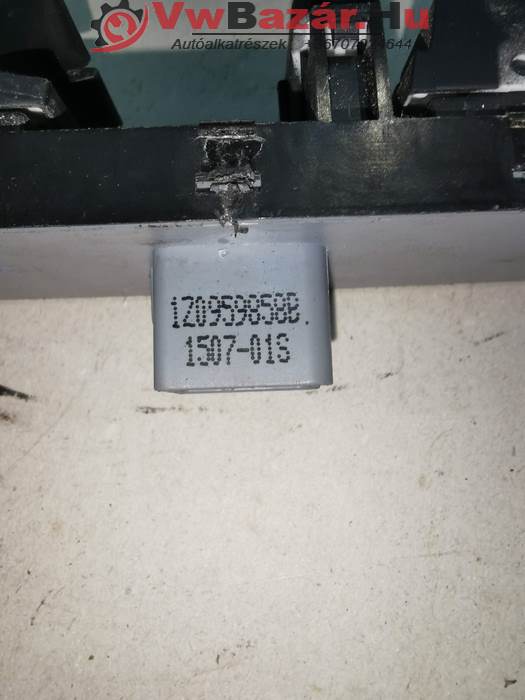 VwBazár.Hu
Autóalkatrészek
1Z0959858B.
1507-01S